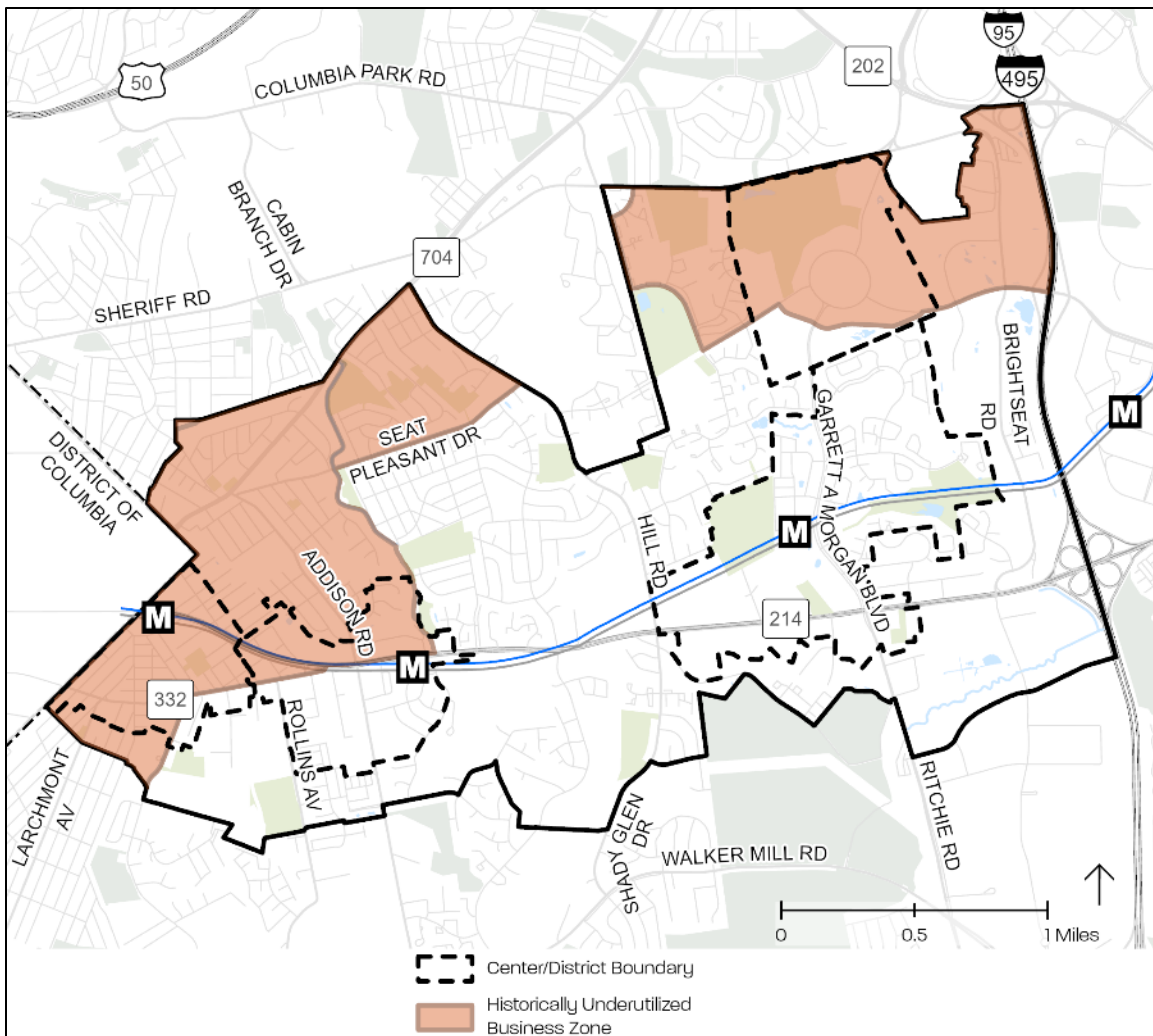 95
495
50
202
COLUMBIA PARK RD
CABIN
BRANCH DR
704
SHERIFF RD
DISTRICT OF
COLUMBIA
SEAT
PLEASANT DR
BRIGHTSEAT
RD
GARRETT A MORGAN BLVD
M
HILL RD
M
ADDISON RD
M
214
M
332
ROLLINS AV
LARCHMONT
AV
SHADY GLEN
DR
RITCHIE RD
WALKER MILL RD
0
0.5
1 Miles
Center/District Boundary
Historically Underutilized
Business Zone